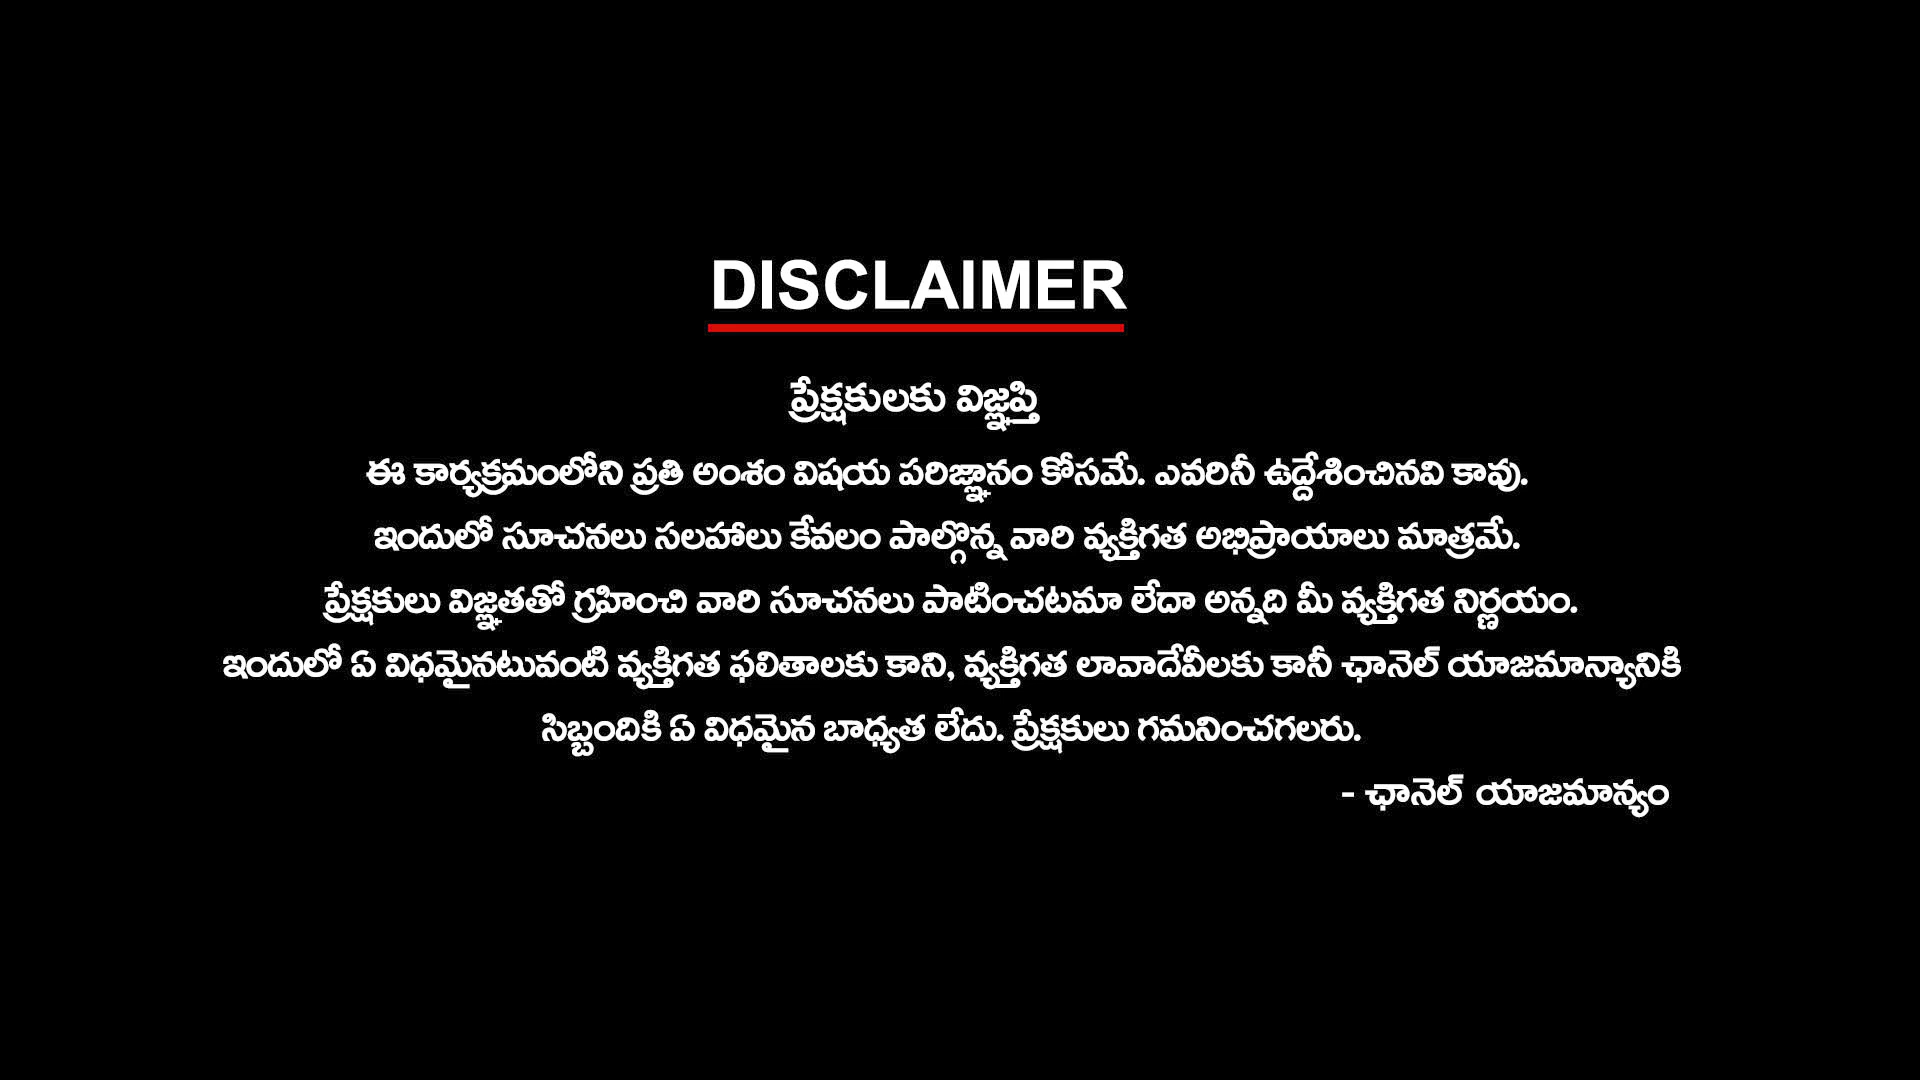 DISCLAIMER
ప్రేక్షకులకు విజ్ఞప్తి
ఈ కార్యక్రమంలోని ప్రతి అంశం విషయ పరిజ్ఞానం కోసమే. ఎవరినీ ఉద్దేశించినవి కావు.
ఇందులో సూచనలు సలహాలు కేవలం పాల్గొన్న వారి వ్యక్తిగత అభిప్రాయాలు మాత్రమే.
ప్రేక్షకులు విజ్ఞతతో గ్రహించి వారి సూచనలు పాటించటమా లేదా అన్నది మీ వ్యక్తిగత నిర్ణయం.
ఇందులో ఏ విధమైనటువంటి వ్యక్తిగత ఫలితాలకు కాని, వ్యక్తిగత లావాదేవీలకు కానీ ఛానెల్ యాజమాన్యానికి
సిబ్బందికి ఏ విధమైన బాధ్యత లేదు. ప్రేక్షకులు గమనించగలరు.
- ఛానెల్ యాజమాన్యం